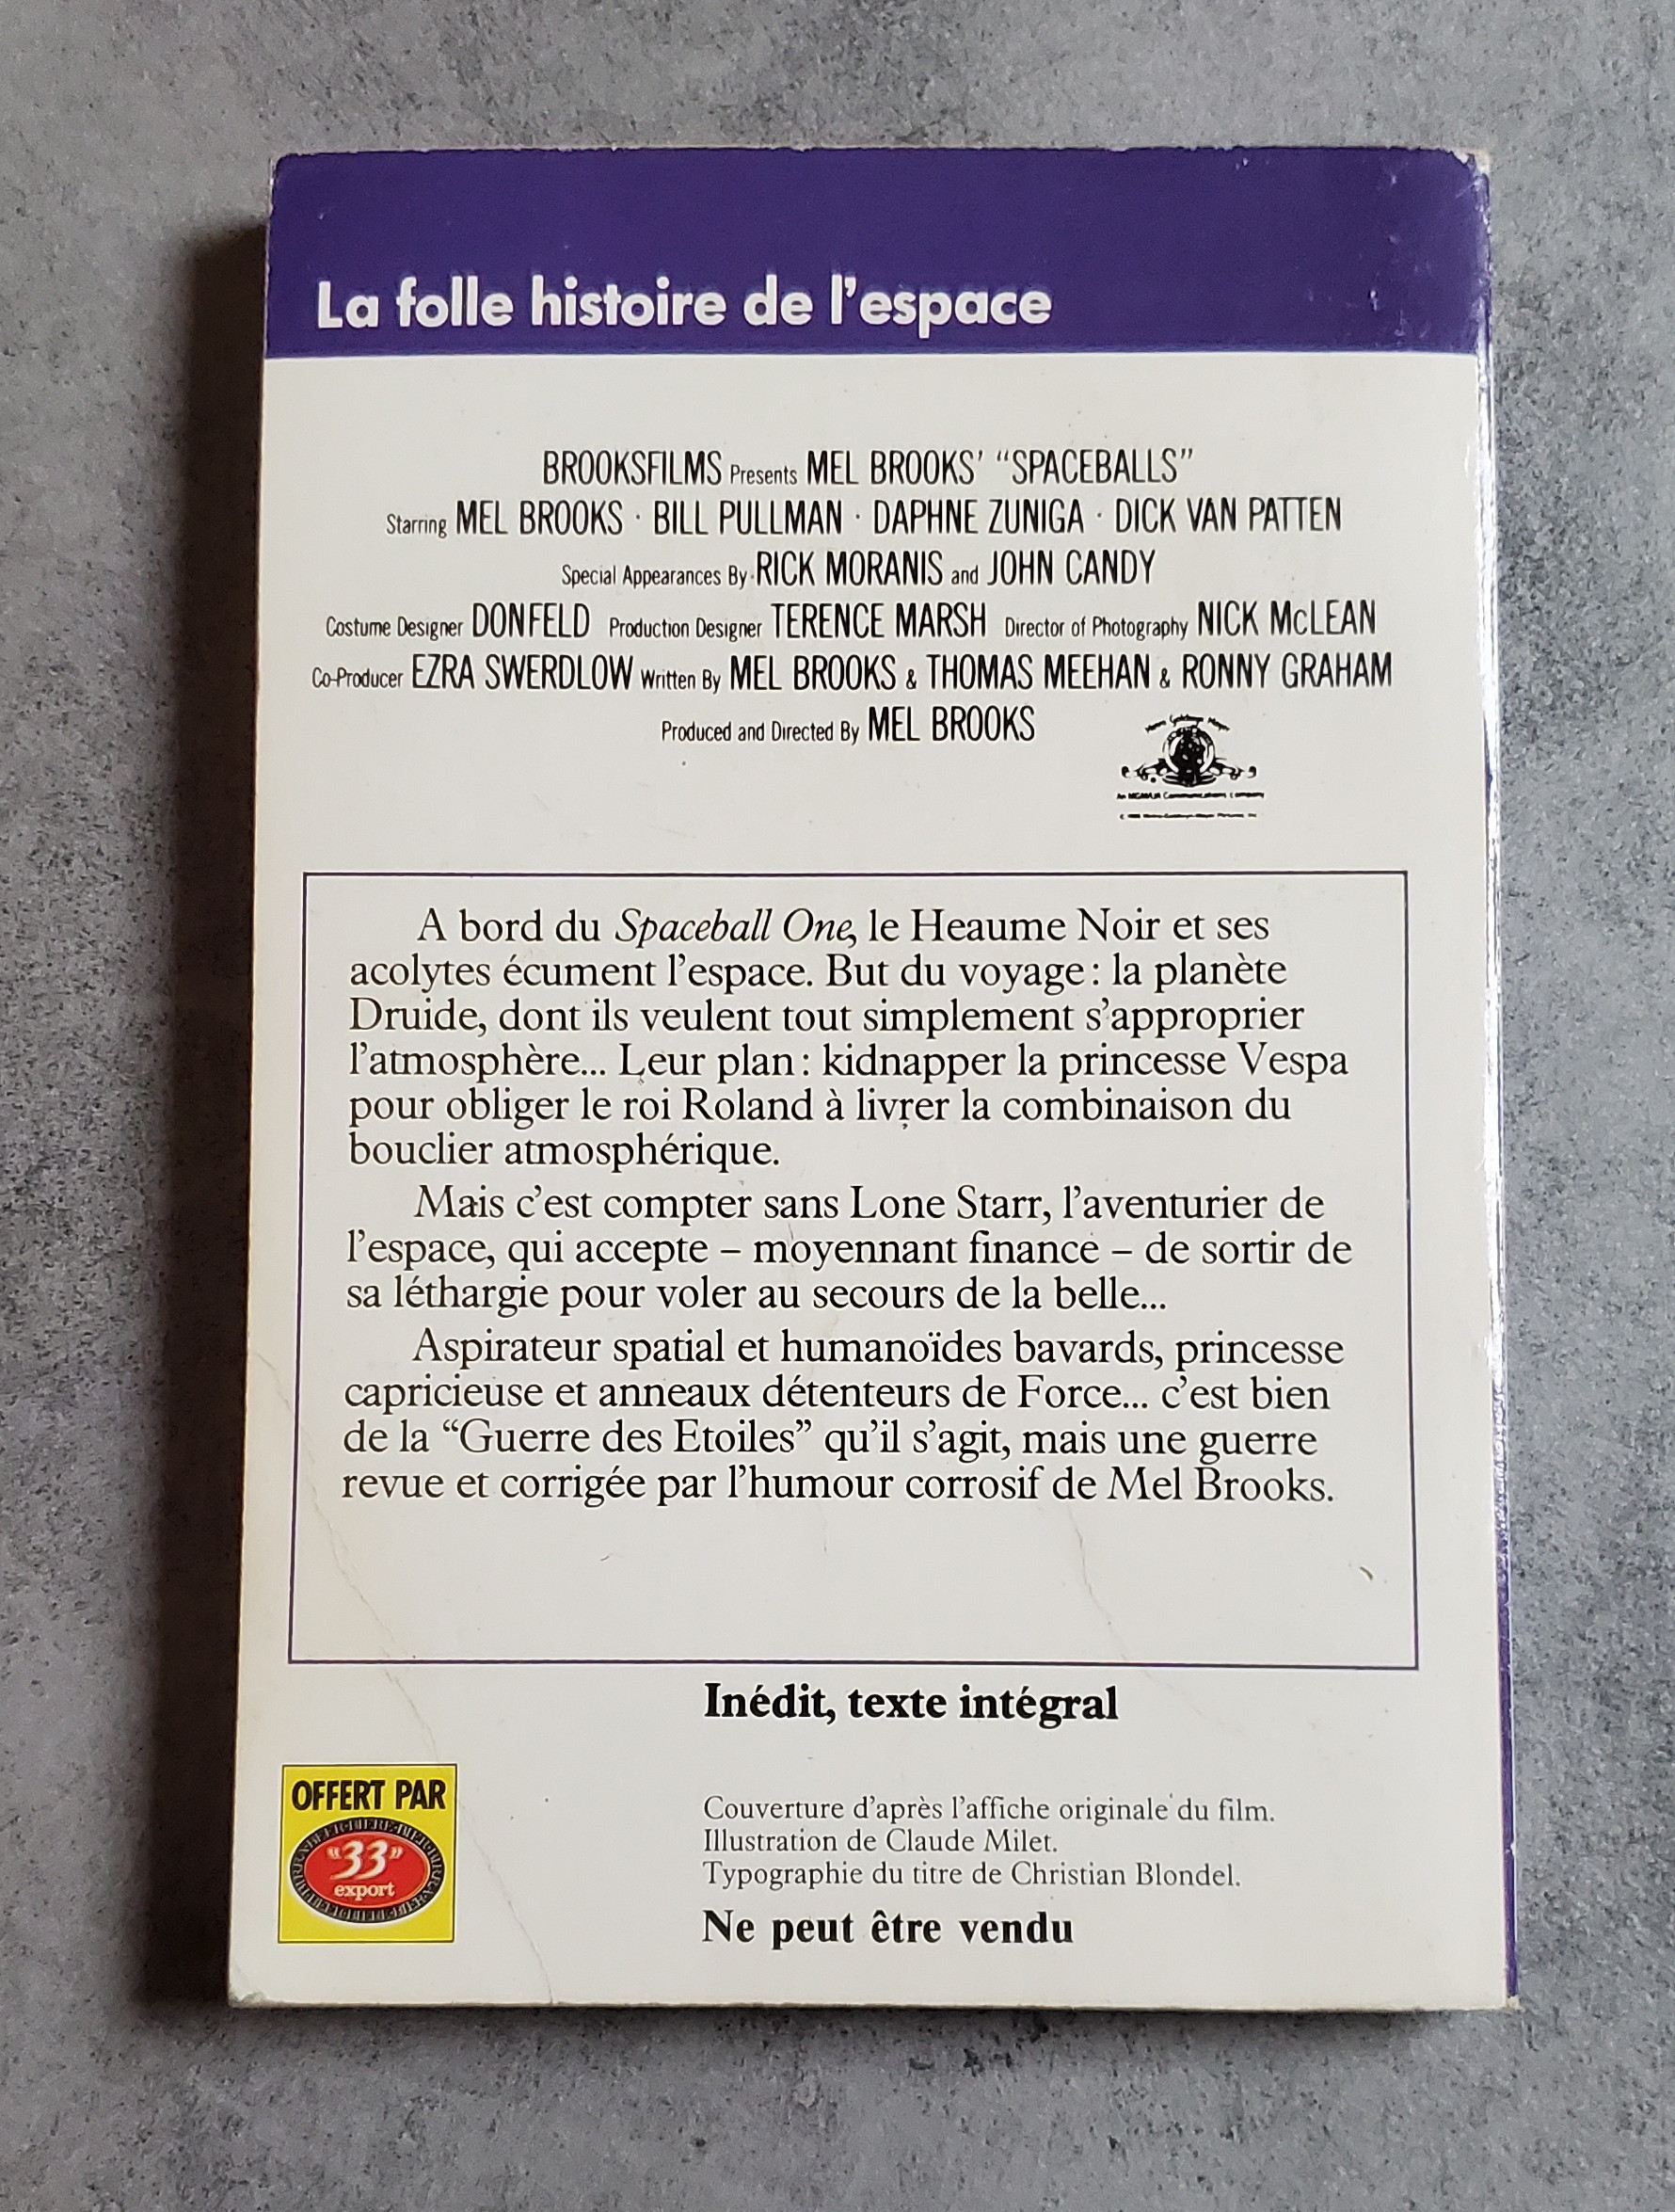 La folle histoire de l'espace
BROOKSFILMS Presents MEL BROOKS' “SPACEBALLS”
Starring MEL BROOKS · BILL PULLMAN · DAPHNE ZUNIGA · DICK VAN PATTEN
Special Appearances By RICK MORANIS and JOHN CANDY
Costume Designer DONFELD Production Designer TERENCE MARSH Director of Photography NICK McLEAN
Co-Producer EZRA SWERDLOW Written By MEL BROOKS & THOMAS MEEHAN & RONNY GRAHAM
Produced and Directed By MEL BROOKS
A bord du Spaceball One, le Heaume Noir et ses
acolytes écument l'espace. But du voyage : la planète
Druide, dont ils veulent tout simplement s'approprier
l'atmosphère... Leur plan : kidnapper la princesse Vespa
pour obliger le roi Roland à livrer la combinaison du
bouclier atmosphérique.
Mais c'est compter sans Lone Starr, l'aventurier de
l'espace, qui accepte – moyennant finance – de sortir de
sa léthargie pour voler au secours de la belle...
Aspirateur spatial et humanoïdes bavards, princesse
capricieuse et anneaux détenteurs de Force... c'est bien
de la “Guerre des Etoiles” qu'il s'agit, mais une guerre
revue et corrigée par l'humour corrosif de Mel Brooks.
Inédit, texte intégral
OFFERT PAR
“33”
export
Couverture d'après l'affiche originale du film.
Illustration de Claude Milet.
Typographie du titre de Christian Blondel.
Ne peut être vendu